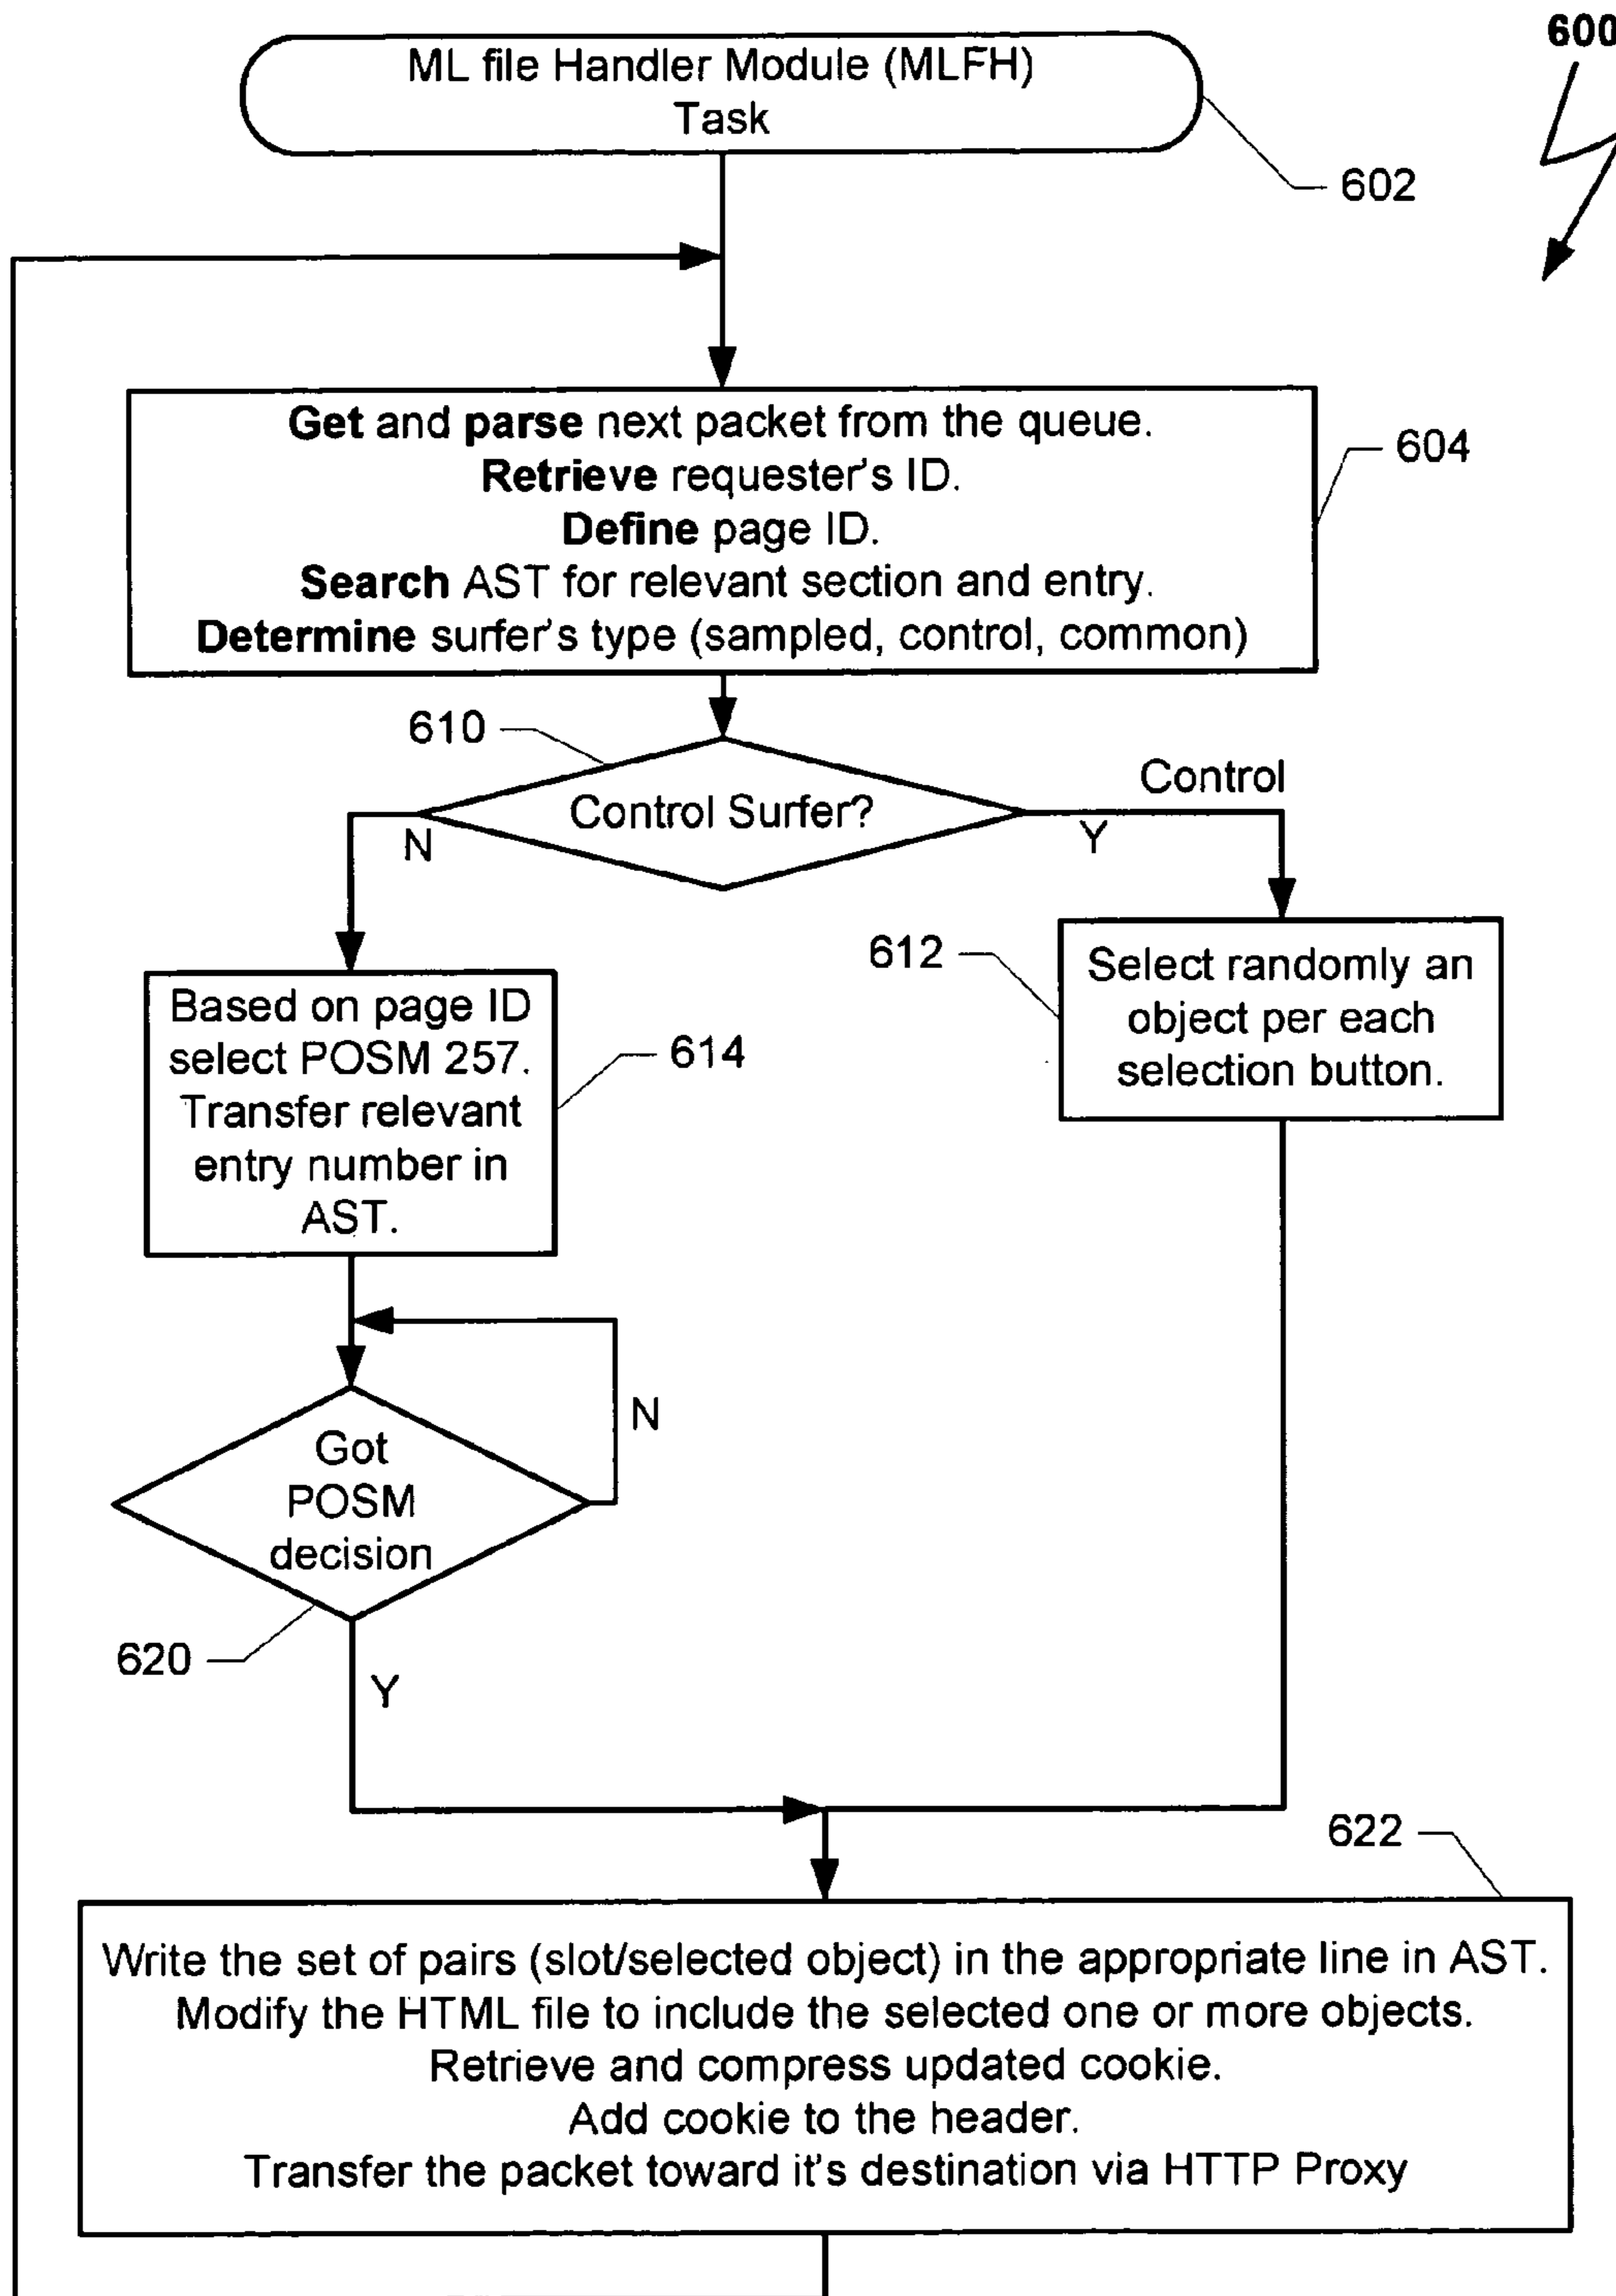 600
ML file Handler Module (MLFH)
Task
602
Get and parse next packet from the queue.
Retrieve requester's ID.
Define page ID.
Search AST for relevant section and entry.
Determine surfer's type (sampled, control, common)
604
610
Control Surfer?
Control
N
Y
612
Select randomly an
object per each
selection button.
Based on page ID
select POSM 257.
Transfer relevant
entry number in
AST.
614
Got
POSM
decision
N
620
Y
622
Write the set of pairs (slot/selected object) in the appropriate line in AST.
Modify the HTML file to include the selected one or more objects.
Retrieve and compress updated cookie.
Add cookie to the header.
Transfer the packet toward it's destination via HTTP Proxy